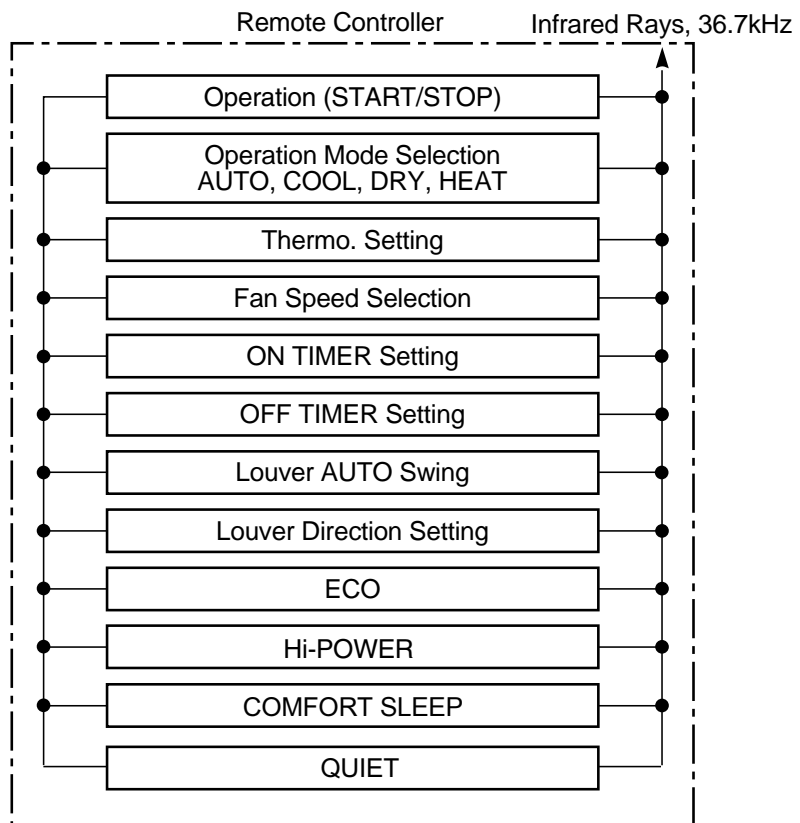 Remote Controller
Infrared Rays, 36.7kHz
Operation (START/STOP)
Operation Mode Selection
AUTO, COOL, DRY, HEAT
Thermo. Setting
Fan Speed Selection
ON TIMER Setting
OFF TIMER Setting
Louver AUTO Swing
Louver Direction Setting
ECO
Hi-POWER
COMFORT SLEEP
QUIET